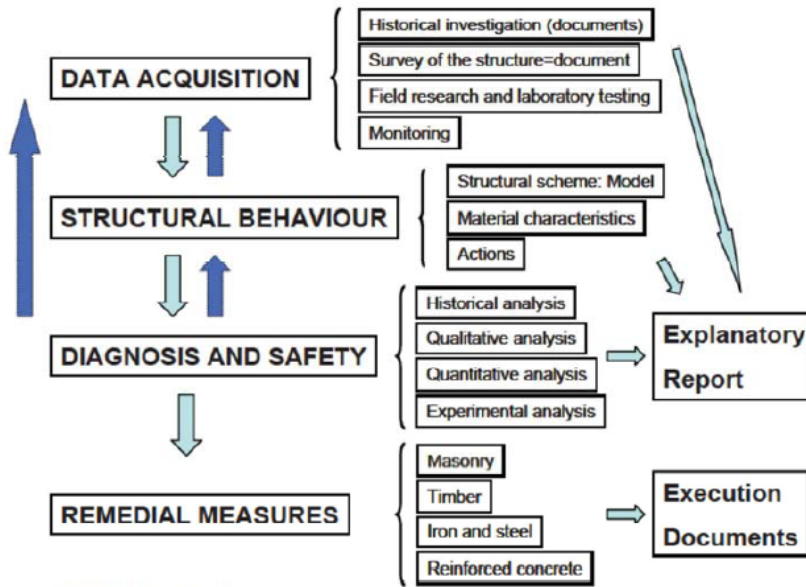 Historical investigation (documents)
Survey of the structure=document
DATA ACQUISITION
Field research and laboratory testing
Monitoring
Structural scheme: Model
STRUCTURAL BEHAVIOUR
Material characteristics
Actions
Historical analysis
Qualitative analysis
DIAGNOSIS AND SAFETY
Quantitative analysis
Experimental analysis
Explanatory
Report
Masonry
Timber
REMEDIAL MEASURES
Iron and steel
Reinforced concrete
Execution
Documents